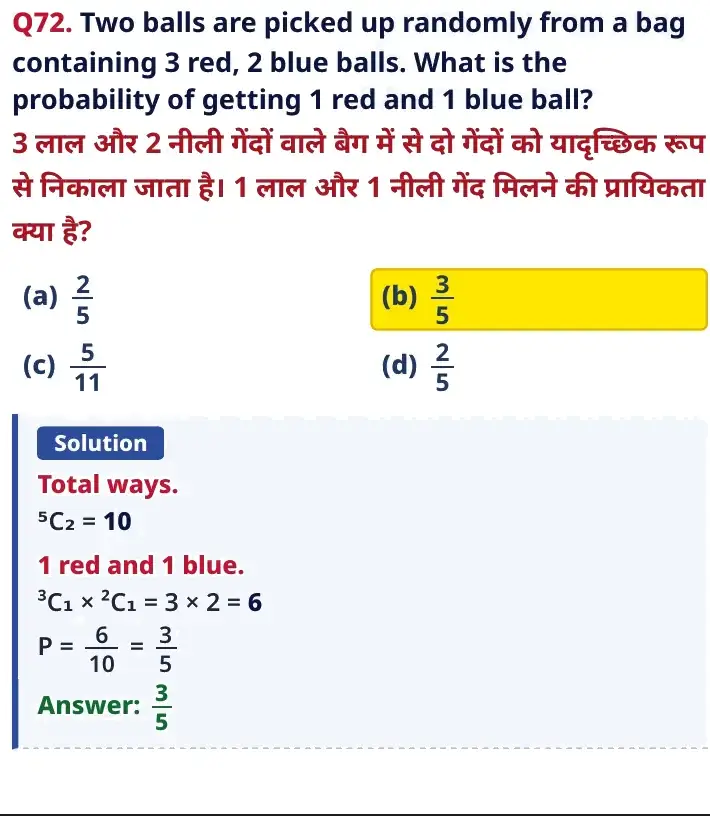 Q72. Two balls are picked up randomly from a bag
containing 3 red, 2 blue balls. What is the
probability of getting 1 red and 1 blue ball?
3 लाल और 2 नीली गेंदों वाले बैग में से दो गेंदों को यादृच्छिक रूप
से निकाला जाता है। 1 लाल और 1 नीली गेंद मिलने की प्रायिकता
क्या है?
(a) 2/5 (b) 3/5
(c) 5/11 (d) 2/5
Solution
Total ways.
⁵C₂ = 10
1 red and 1 blue.
³C₁ × ²C₁ = 3 × 2 = 6
P = 6/10 = 3/5
Answer: 3/5